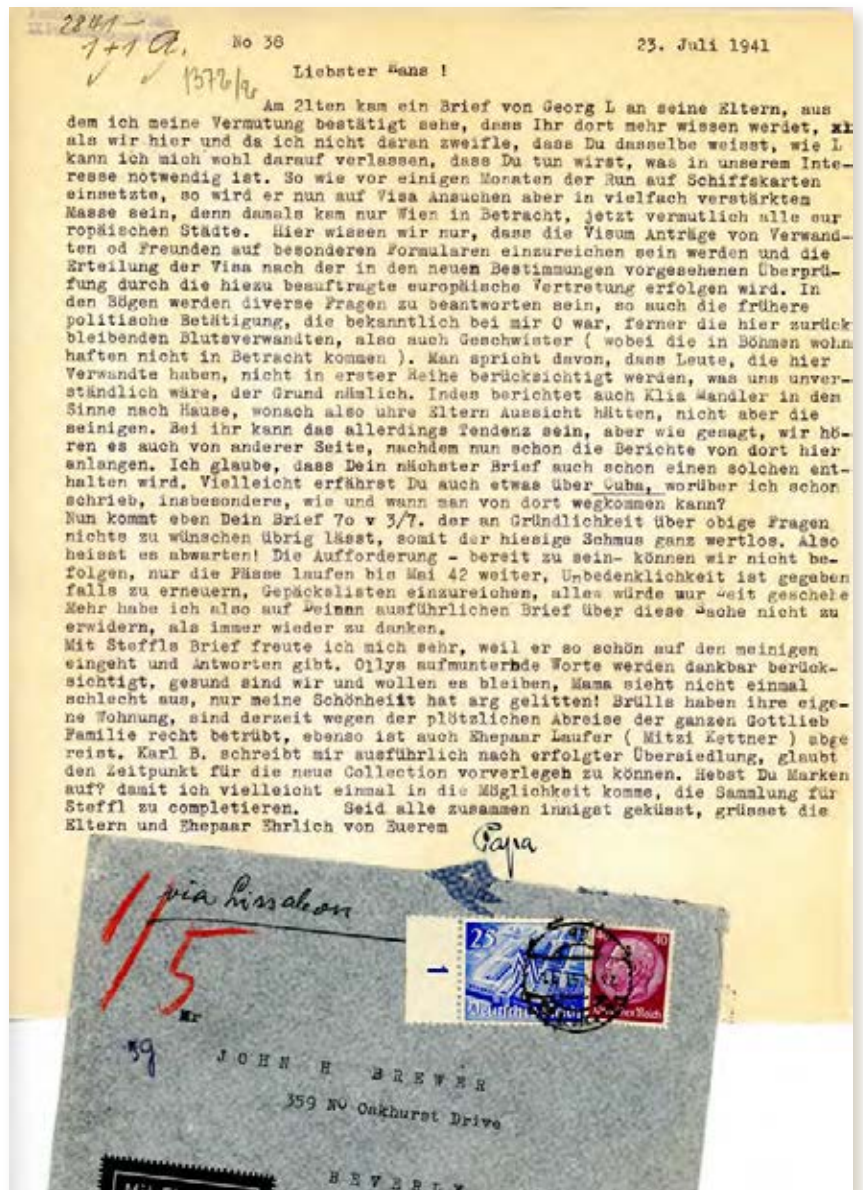 2841 —
1+1 a.
No 38
23. Juli 1941
1372/a
Liebster Hans !
Am 21ten kam ein Brief von Georg L an seine Eltern, aus
dem ich meine Vermutung bestätigt sehe, dass Ihr dort mehr wissen werdet, xx
als wir hier und da ich nicht daran zweifle, dass Du dasselbe weisst, wie L
kann ich mich wohl darauf verlassen, dass Du tun wirst, was in unserem Inte-
resse notwendig ist. So wie vor einigen Monaten der Run auf Schiffskarten
einsetzte, so wird er nun auf Visa Ansuchen aber in vielfach verstärktem
Masse sein, denn damals kam nur Wien in Betracht, jetzt vermutlich alle eur
ropäischen Städte. Hier wissen wir nur, dass die Visum Anträge von Verwand-
ten od Freunden auf besonderen Formularen einzureichen sein werden und die
Erteilung der Visa nach der in den neuen Bestimmungen vorgesehenen Überprü-
fung durch die hiezu beauftragte europäische Vertretung erfolgen wird. In
den Bögen werden diverse Fragen zu beantworten sein, so auch die frühere
politische Betätigung, die bekanntlich bei mir 0 war, ferner die hier zurück
bleibenden Blutsverwandten, also auch Geschwister ( wobei die in Böhmen wohn
haften nicht in Betracht kommen ). Man spricht davon, dass Leute, die hier
Verwandte haben, nicht in erster Reihe berücksichtigt werden, was uns unver-
ständlich wäre, der Grund nämlich. Indes berichtet auch Klia Mandler in dem
Sinne nach Hause, wonach also uhre Eltern Aussicht hätten, nicht aber die
seinigen. Bei ihr kann das allerdings Tendenz sein, aber wie gesagt, wir hö-
ren es auch von anderer Seite, nachdem nun schon die Berichte von dort hier
anlangen. Ich glaube, dass Dein nächster Brief auch schon einen solchen ent-
halten wird. Vielleicht erfährst Du auch etwas über Cuba, worüber ich schon
schrieb, insbesondere, wie und wann man von dort wegkommen kann?
Nun kommt eben Dein Brief 7o v 3/7. der an Gründlichkeit über obige Fragen
nichts zu wünschen übrig lässt, somit der hiesige Schmus ganz wertlos. Also
heisst es abwarten! Die Aufforderung - bereit zu sein- können wir nicht be-
folgen, nur die Pässe laufen bis Mai 42 weiter, Unbedenklichkeit ist gegeben
falls zu erneuern, Gepäckslisten einzureichen, alles würde zur Zeit geschehe
Mehr habe ich also auf Deinen ausführlichen Brief über diese Sache nicht zu
erwidern, als immer wieder zu danken.
Mit Steffls Brief freute ich mich sehr, weil er so schön auf den meinigen
eingeht und Antworten gibt. Ollys aufmunternde Worte werden dankbar berück-
sichtigt, gesund sind wir und wollen es bleiben, Mama sieht nicht einmal
schlecht aus, nur meine Schönheiit hat arg gelitten! Brülls haben ihre eige-
ne Wohnung, sind derzeit wegen der plötzlichen Abreise der ganzen Gottlieb
Familie recht betrübt, ebenso ist auch Ehepaar Laufer ( Mitzi Kettner ) abge
reist. Karl B. schreibt mir ausführlich nach erfolgter Übersiedlung, glaubt
den Zeitpunkt für die neue Collection vorverlegen zu können. Hebst Du Marken
auf? damit ich vielleicht einmal in die Möglichkeit komme, die Sammlung für
Steffl zu completieren. Seid alle zusammen innigst geküsst, grüsset die
Eltern und Ehepaar Ehrlich von Euerem
Papa
via Lissabon
1/5
25
40
1
Deutsches Reich
Mr
39
JOHN H BREWER
359 No Oakhurst Drive
BEVERLY